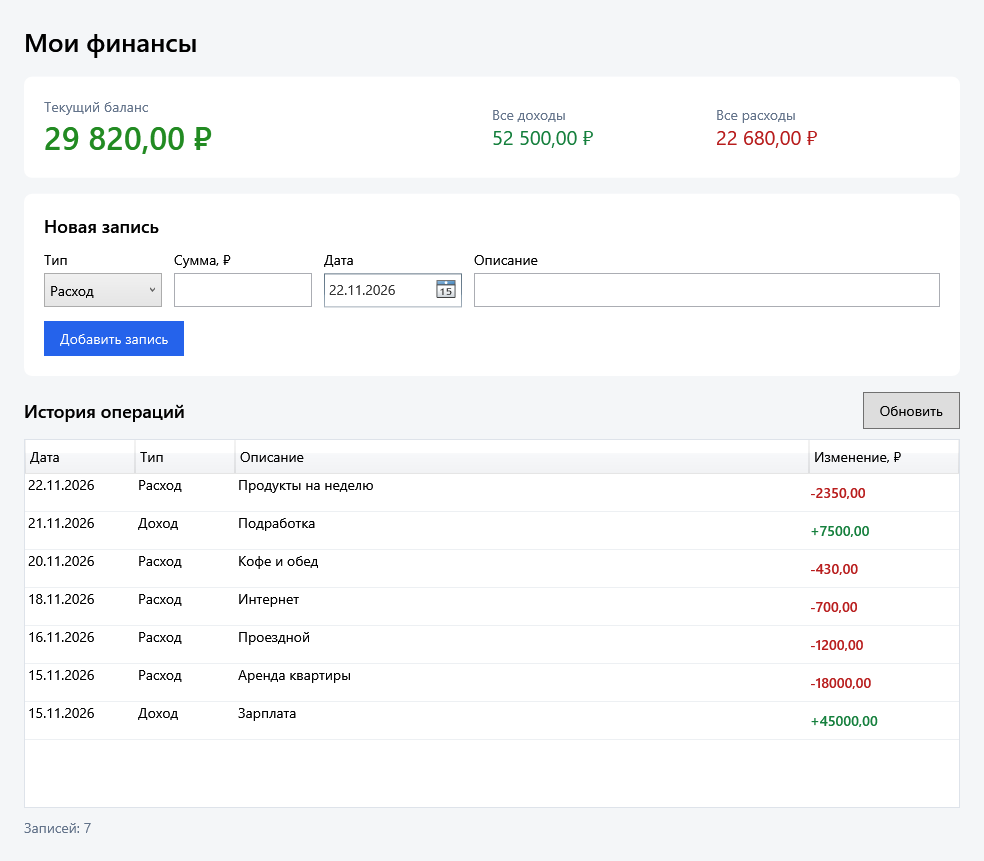 Мои финансы
Текущий баланс
29 820,00 ₽
Все доходы
52 500,00 ₽
Все расходы
22 680,00 ₽
Новая запись
Тип Сумма, ₽ Дата Описание
Расход 22.11.2026 15
Добавить запись
История операций Обновить
Дата Тип Описание Изменение, ₽
22.11.2026 Расход Продукты на неделю -2350,00
21.11.2026 Доход Подработка +7500,00
20.11.2026 Расход Кофе и обед -430,00
18.11.2026 Расход Интернет -700,00
16.11.2026 Расход Проездной -1200,00
15.11.2026 Расход Аренда квартиры -18000,00
15.11.2026 Доход Зарплата +45000,00
Записей: 7